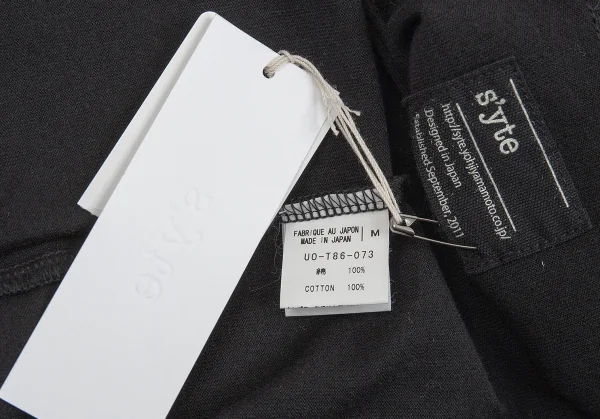 s'yte
FABRIQUE AU JAPON
MADE IN JAPAN
M
UO-T86-073
綿 100%
COTTON 100%
s'yte
http://syte.yohjiyamamoto.co.jp/
Designed in Japan
Established September, 2011